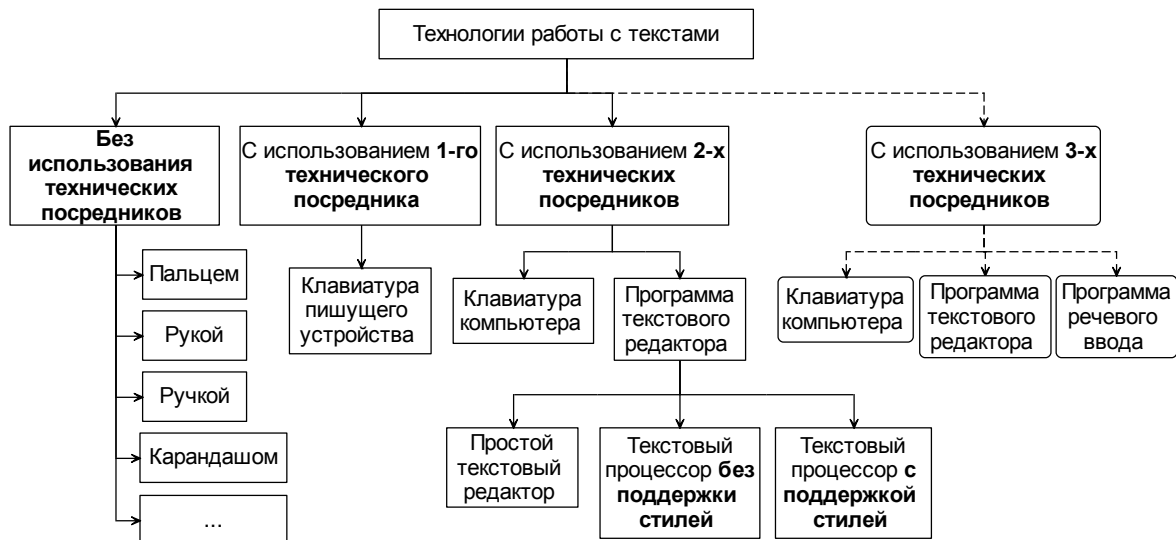 Технологии работы с текстами
Без
использования
технических
посредников
С использованием 1-го
технического
посредника
С использованием 2-х
технических
посредников
С использованием 3-х
технических
посредников
Пальцем
Рукой
Ручкой
Карандашом
...
Клавиатура
пишущего
устройства
Клавиатура
компьютера
Программа
текстового
редактора
Клавиатура
компьютера
Программа
текстового
редактора
Программа
речевого
ввода
Простой
текстовый
редактор
Текстовый
процессор без
поддержки
стилей
Текстовый
процессор с
поддержкой
стилей